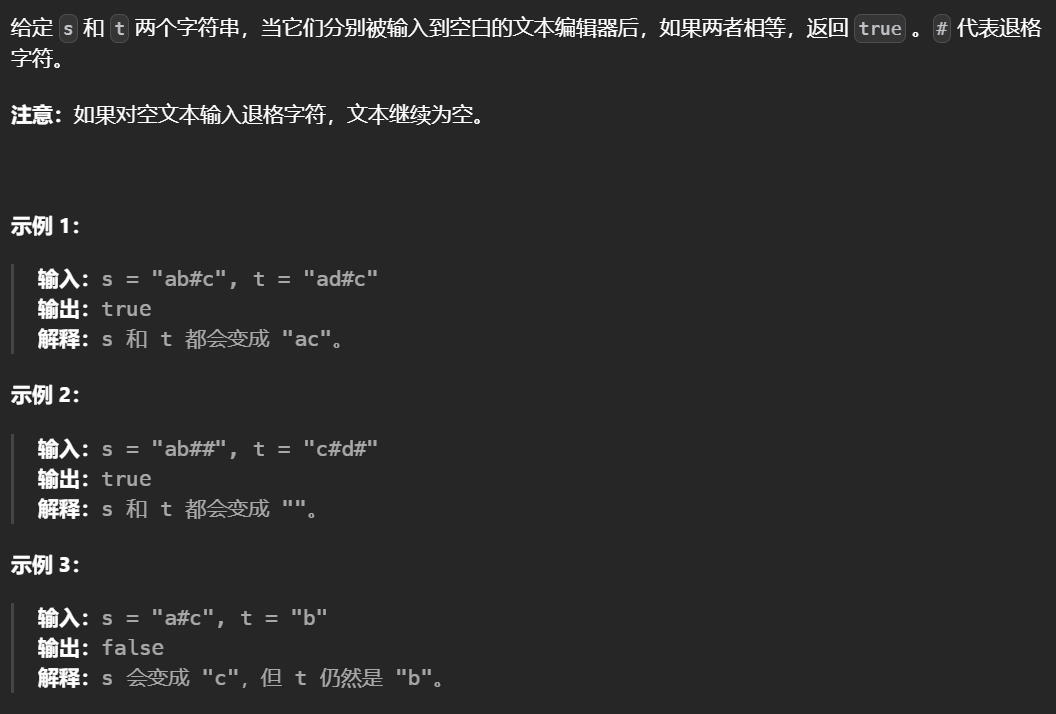 给定 s 和 t 两个字符串，当它们分别被输入到空白的文本编辑器后，如果两者相等，返回 true 。# 代表退格
字符。
注意：如果对空文本输入退格字符，文本继续为空。
示例 1：
输入：s = "ab#c", t = "ad#c"
输出：true
解释：s 和 t 都会变成 "ac"。
示例 2：
输入：s = "ab##", t = "c#d#"
输出：true
解释：s 和 t 都会变成 ""。
示例 3：
输入：s = "a#c", t = "b"
输出：false
解释：s 会变成 "c"，但 t 仍然是 "b"。